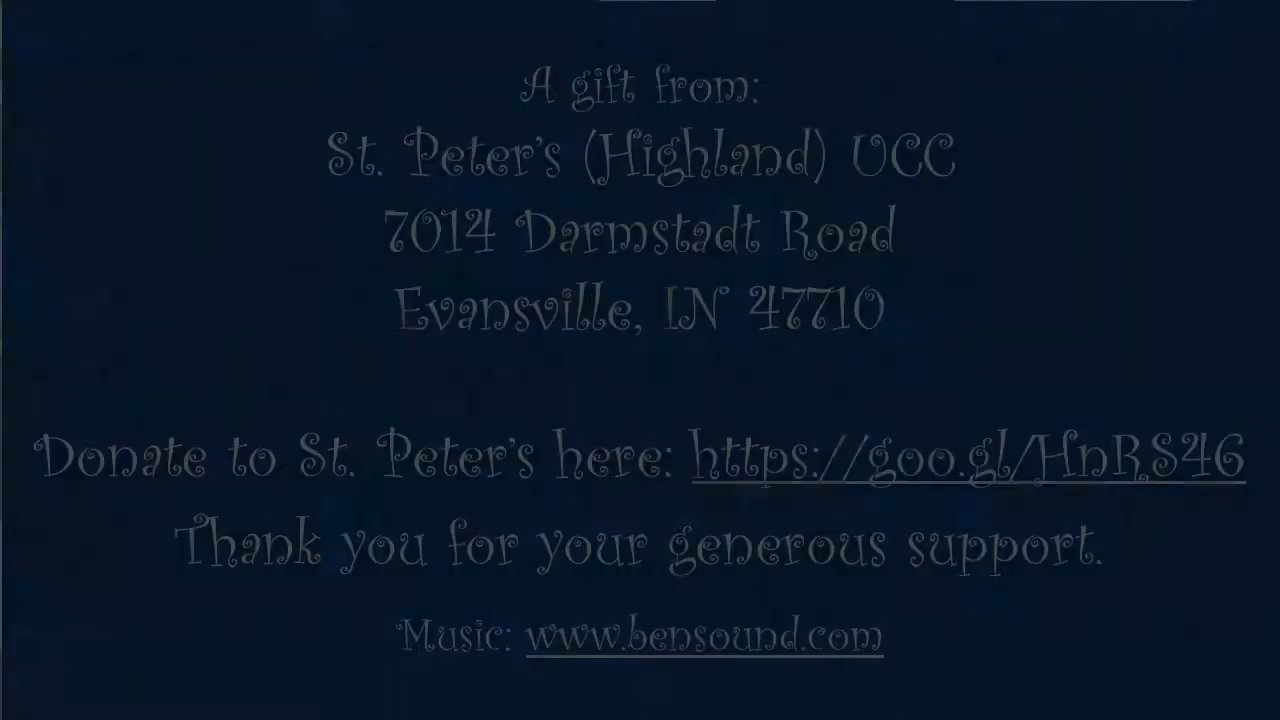 A gift from:
St. Peter's (Highland) UCC
7014 Darmstadt Road
Evansville, IN 47710
Donate to St. Peter's here: https://goo.gl/HnRS46
Thank you for your generous support.
Music: www.bensound.com